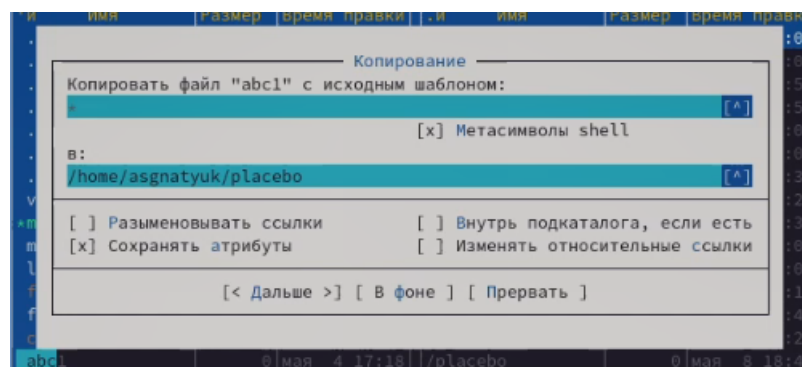 'и Имя Размер Время правки .и Имя Размер Время правк
Копирование
Копировать файл "abc1" с исходным шаблоном:
* [^]
[x] Метасимволы shell
в:
/home/asgnatyuk/placebo [^]
[ ] Разыменовывать ссылки [ ] Внутрь подкаталога, если есть
[x] Сохранять атрибуты [ ] Изменять относительные ссылки
[< Дальше >] [ В фоне ] [ Прервать ]
abc1 0 мая 4 17:18 /placebo 0 мая 8 18:4